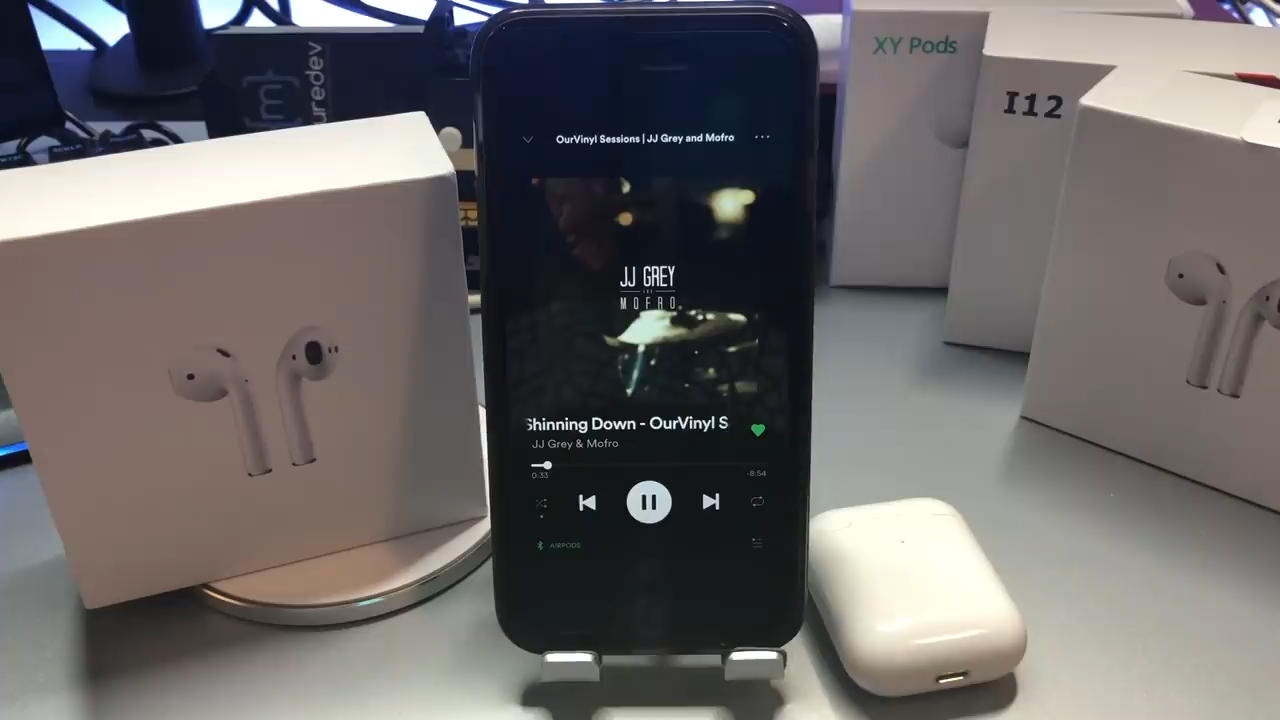 XY Pods
I12
[m]
uredev
OurVinyl Sessions | JJ Grey and Mofro
JJ GREY
AND
MOFRO
Shinning Down - OurVinyl S
JJ Grey & Mofro
0:33
-8:54
AIRPODS